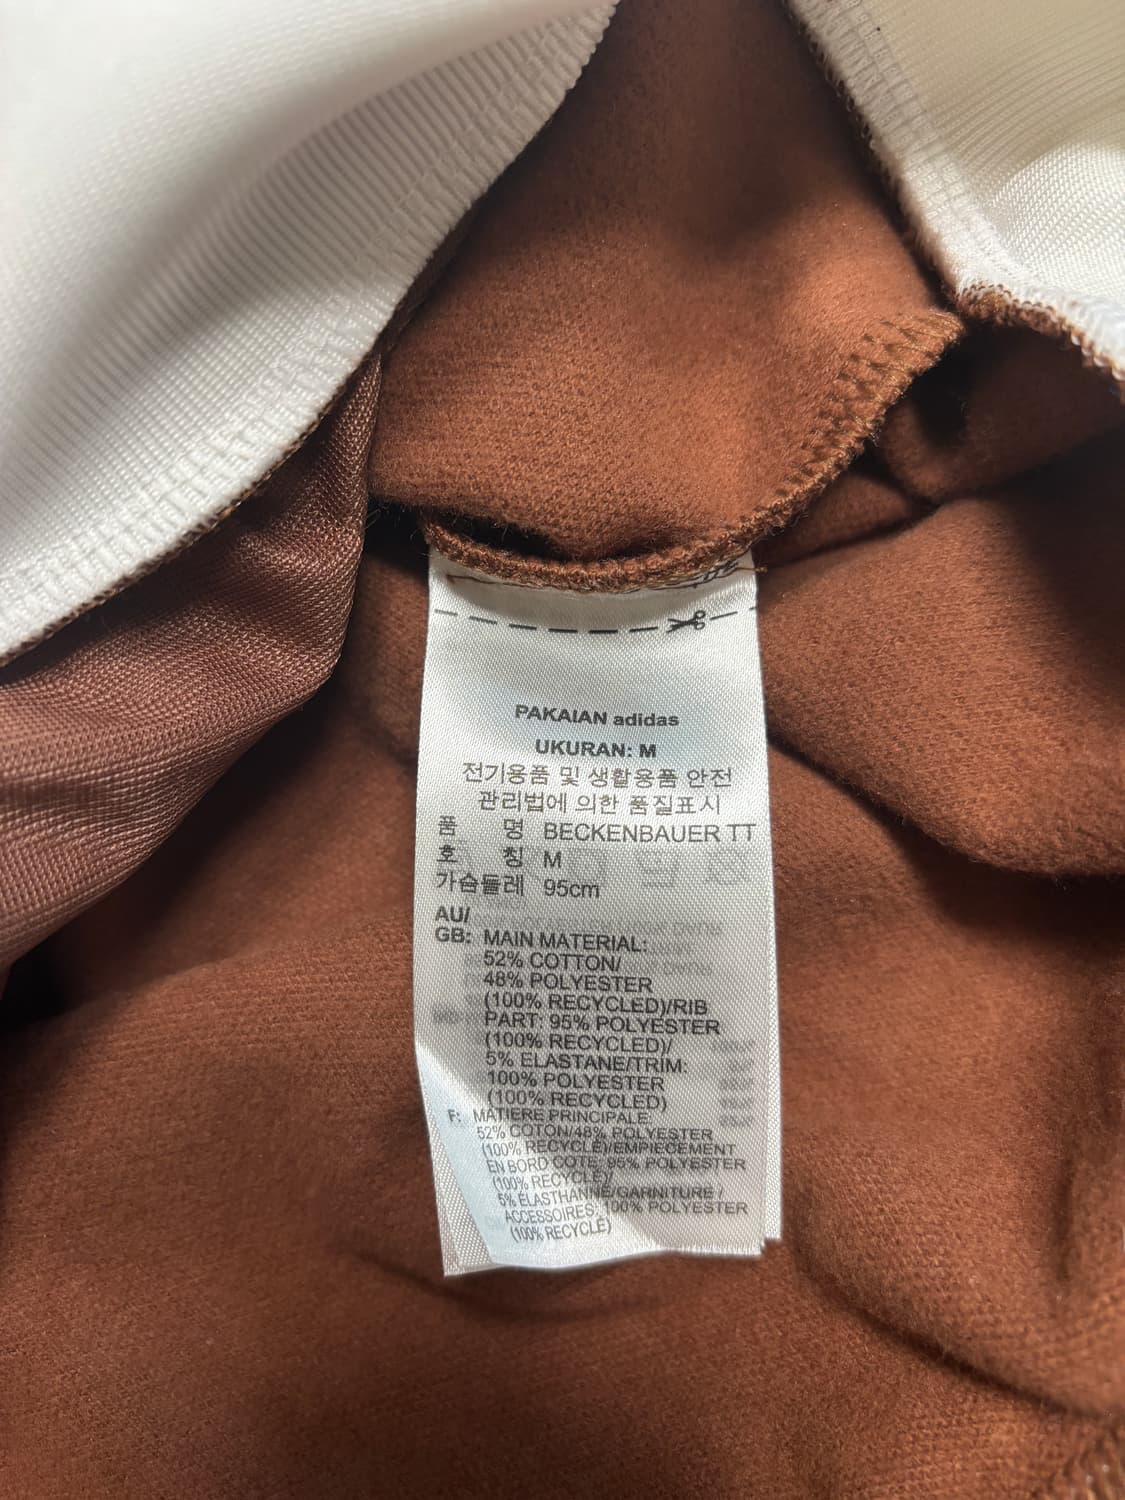 PAKAIAN adidas
UKURAN: M
전기용품 및 생활용품 안전
관리법에 의한 품질표시
품 명 BECKENBAUER TT
호 칭 M
가슴둘레 95cm
AU/
GB: MAIN MATERIAL:
52% COTTON/
48% POLYESTER
(100% RECYCLED)/RIB
PART: 95% POLYESTER
(100% RECYCLED)/
5% ELASTANE/TRIM:
100% POLYESTER
(100% RECYCLED)
F: MATIÈRE PRINCIPALE:
52% COTON/48% POLYESTER
(100% RECYCLÉ)/EMPIÈCEMENT
EN BORD CÔTE: 95% POLYESTER
(100% RECYCLÉ)/
5% ÉLASTHANNE/GARNITURE /
ACCESSOIRES: 100% POLYESTER
(100% RECYCLÉ)